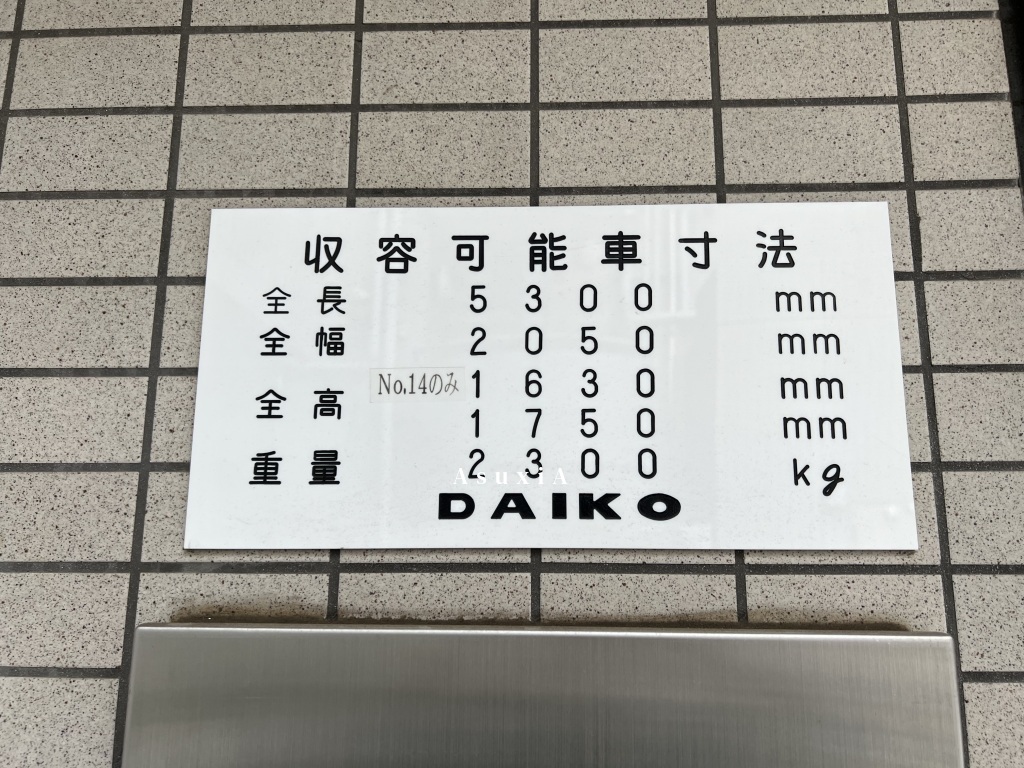 収容可能車寸法
全長 5300 mm
全幅 2050 mm
全高 No.14のみ 1630 mm
1750 mm
重量 2300 kg
AsuxiA
DAIKO